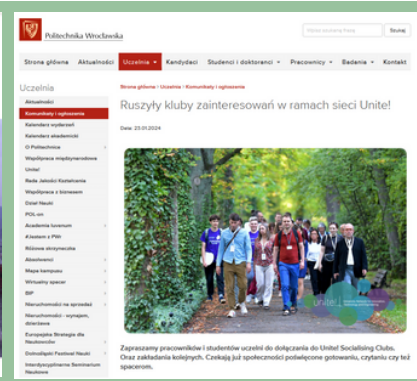 Politechnika Wrocławska
Szukaj
Strona główna Aktualności Uczelnia Kandydaci Studenci i doktoranci Pracownicy Badania Kontakt
Uczelnia
Aktualności
Komunikaty i ogłoszenia
Kalendarz wydarzeń
Kalendarz akademicki
O Politechnice
Współpraca międzynarodowa
Unite!
Rada Jakości Kształcenia
Współpraca z biznesem
Dział Nauki
POL-on
Academia Iuvenum
A Jestem z PWr
Różowa skrzyneczka
Absolwenci
Mapa kampusu
Wirtualny spacer
BIP
Nieruchomości na sprzedaż
Nieruchomości - wynajem, dzierżawa
Europejska Strategia dla Naukowców
Dolnośląski Festiwal Nauki
Interdyscyplinarne Seminarium Naukowe
Strona główna › Uczelnia › Komunikaty i ogłoszenia
Ruszyły kluby zainteresowań w ramach sieci Unite!
Data: 23.01.2024
unite!
Zapraszamy pracowników i studentów uczelni do dołączania do Unite! Socialising Clubs.
Oraz zakładania kolejnych. Czekają już społeczności poświęcone gotowaniu, czytaniu czy też
spacerom.